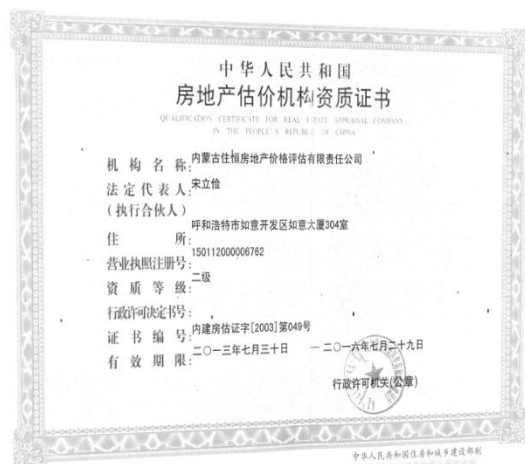 中华人民共和国
房地产估价机构资质证书
QUALIFICATION CERTIFICATE FOR REAL ESTATE APPRAISAL COMPANY
IN THE PEOPLE'S REPUBLIC OF CHINA
机构名称:内蒙古住恒房地产价格评估有限责任公司
法定代表人:宋立俭
(执行合伙人)
住所:呼和浩特市如意开发区如意大厦304室
营业执照注册号:150112000006762
资质等级:二级
行政许可决定书号:
证书编号:内建房估证字[2003]第049号
有效期限:二〇一三年七月三十日 — 二〇一六年七月二十九日
行政许可机关(公章)
中华人民共和国住房和城乡建设部制